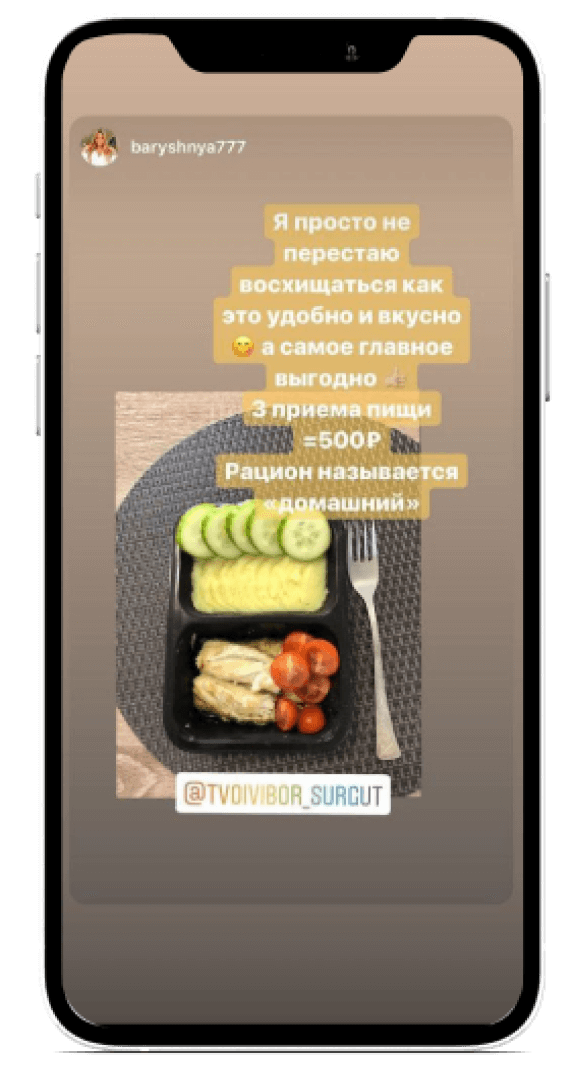 baryshnya777
Я просто не
перестаю
восхищаться как
это удобно и вкусно
😋 а самое главное
выгодно 👍🏻
3 приема пищи
=500₽
Рацион называется
«домашний»
@TVOIVIBOR_SURGUT